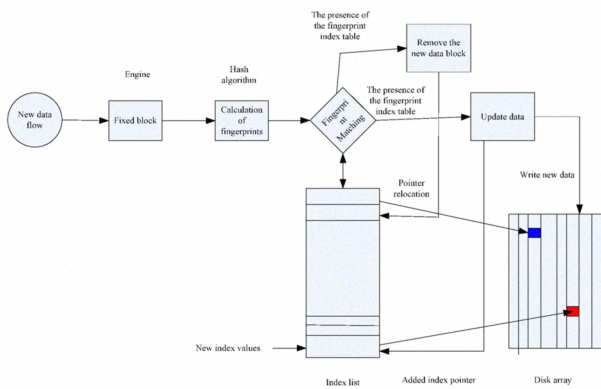 The presence of
the fingerprint
index table
Remove the
new data block
Engine
Hash
algorithm
The presence of
the fingerprint
index table
New data
flow
Fixed block
Calculation
of
fingerprints
Fingerpri
nt
Matching
Update data
Pointer
relocation
Write new data
New index values
Index list
Added index pointer
Disk array